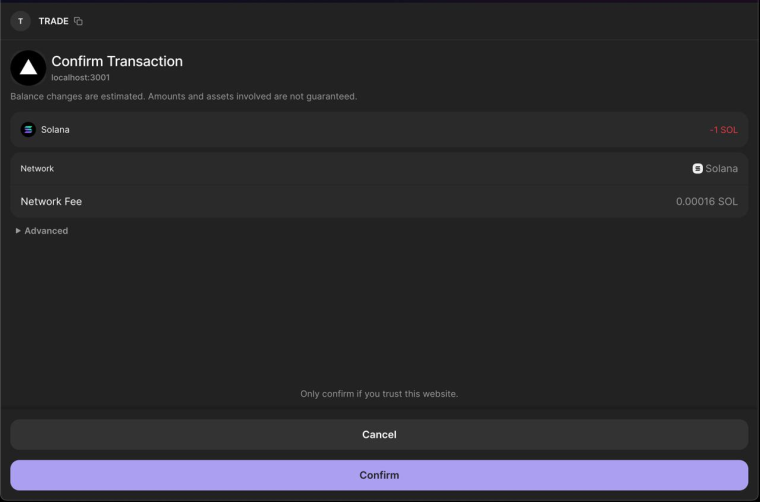 T TRADE
Confirm Transaction
localhost:3001
Balance changes are estimated. Amounts and assets involved are not guaranteed.
Solana -1 SOL
Network Solana
Network Fee 0.00016 SOL
Advanced
Only confirm if you trust this website.
Cancel
Confirm